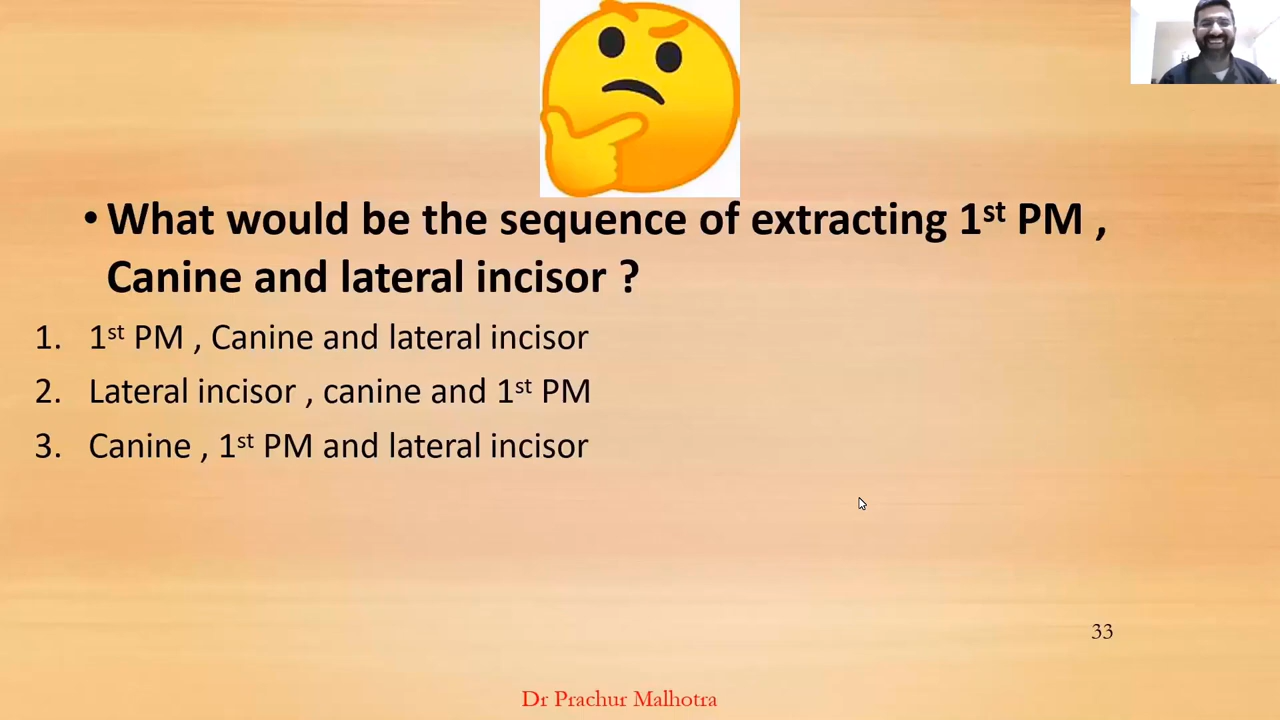 • What would be the sequence of extracting 1st PM ,
Canine and lateral incisor ?
1. 1st PM , Canine and lateral incisor
2. Lateral incisor , canine and 1st PM
3. Canine , 1st PM and lateral incisor
33
Dr Prachur Malhotra